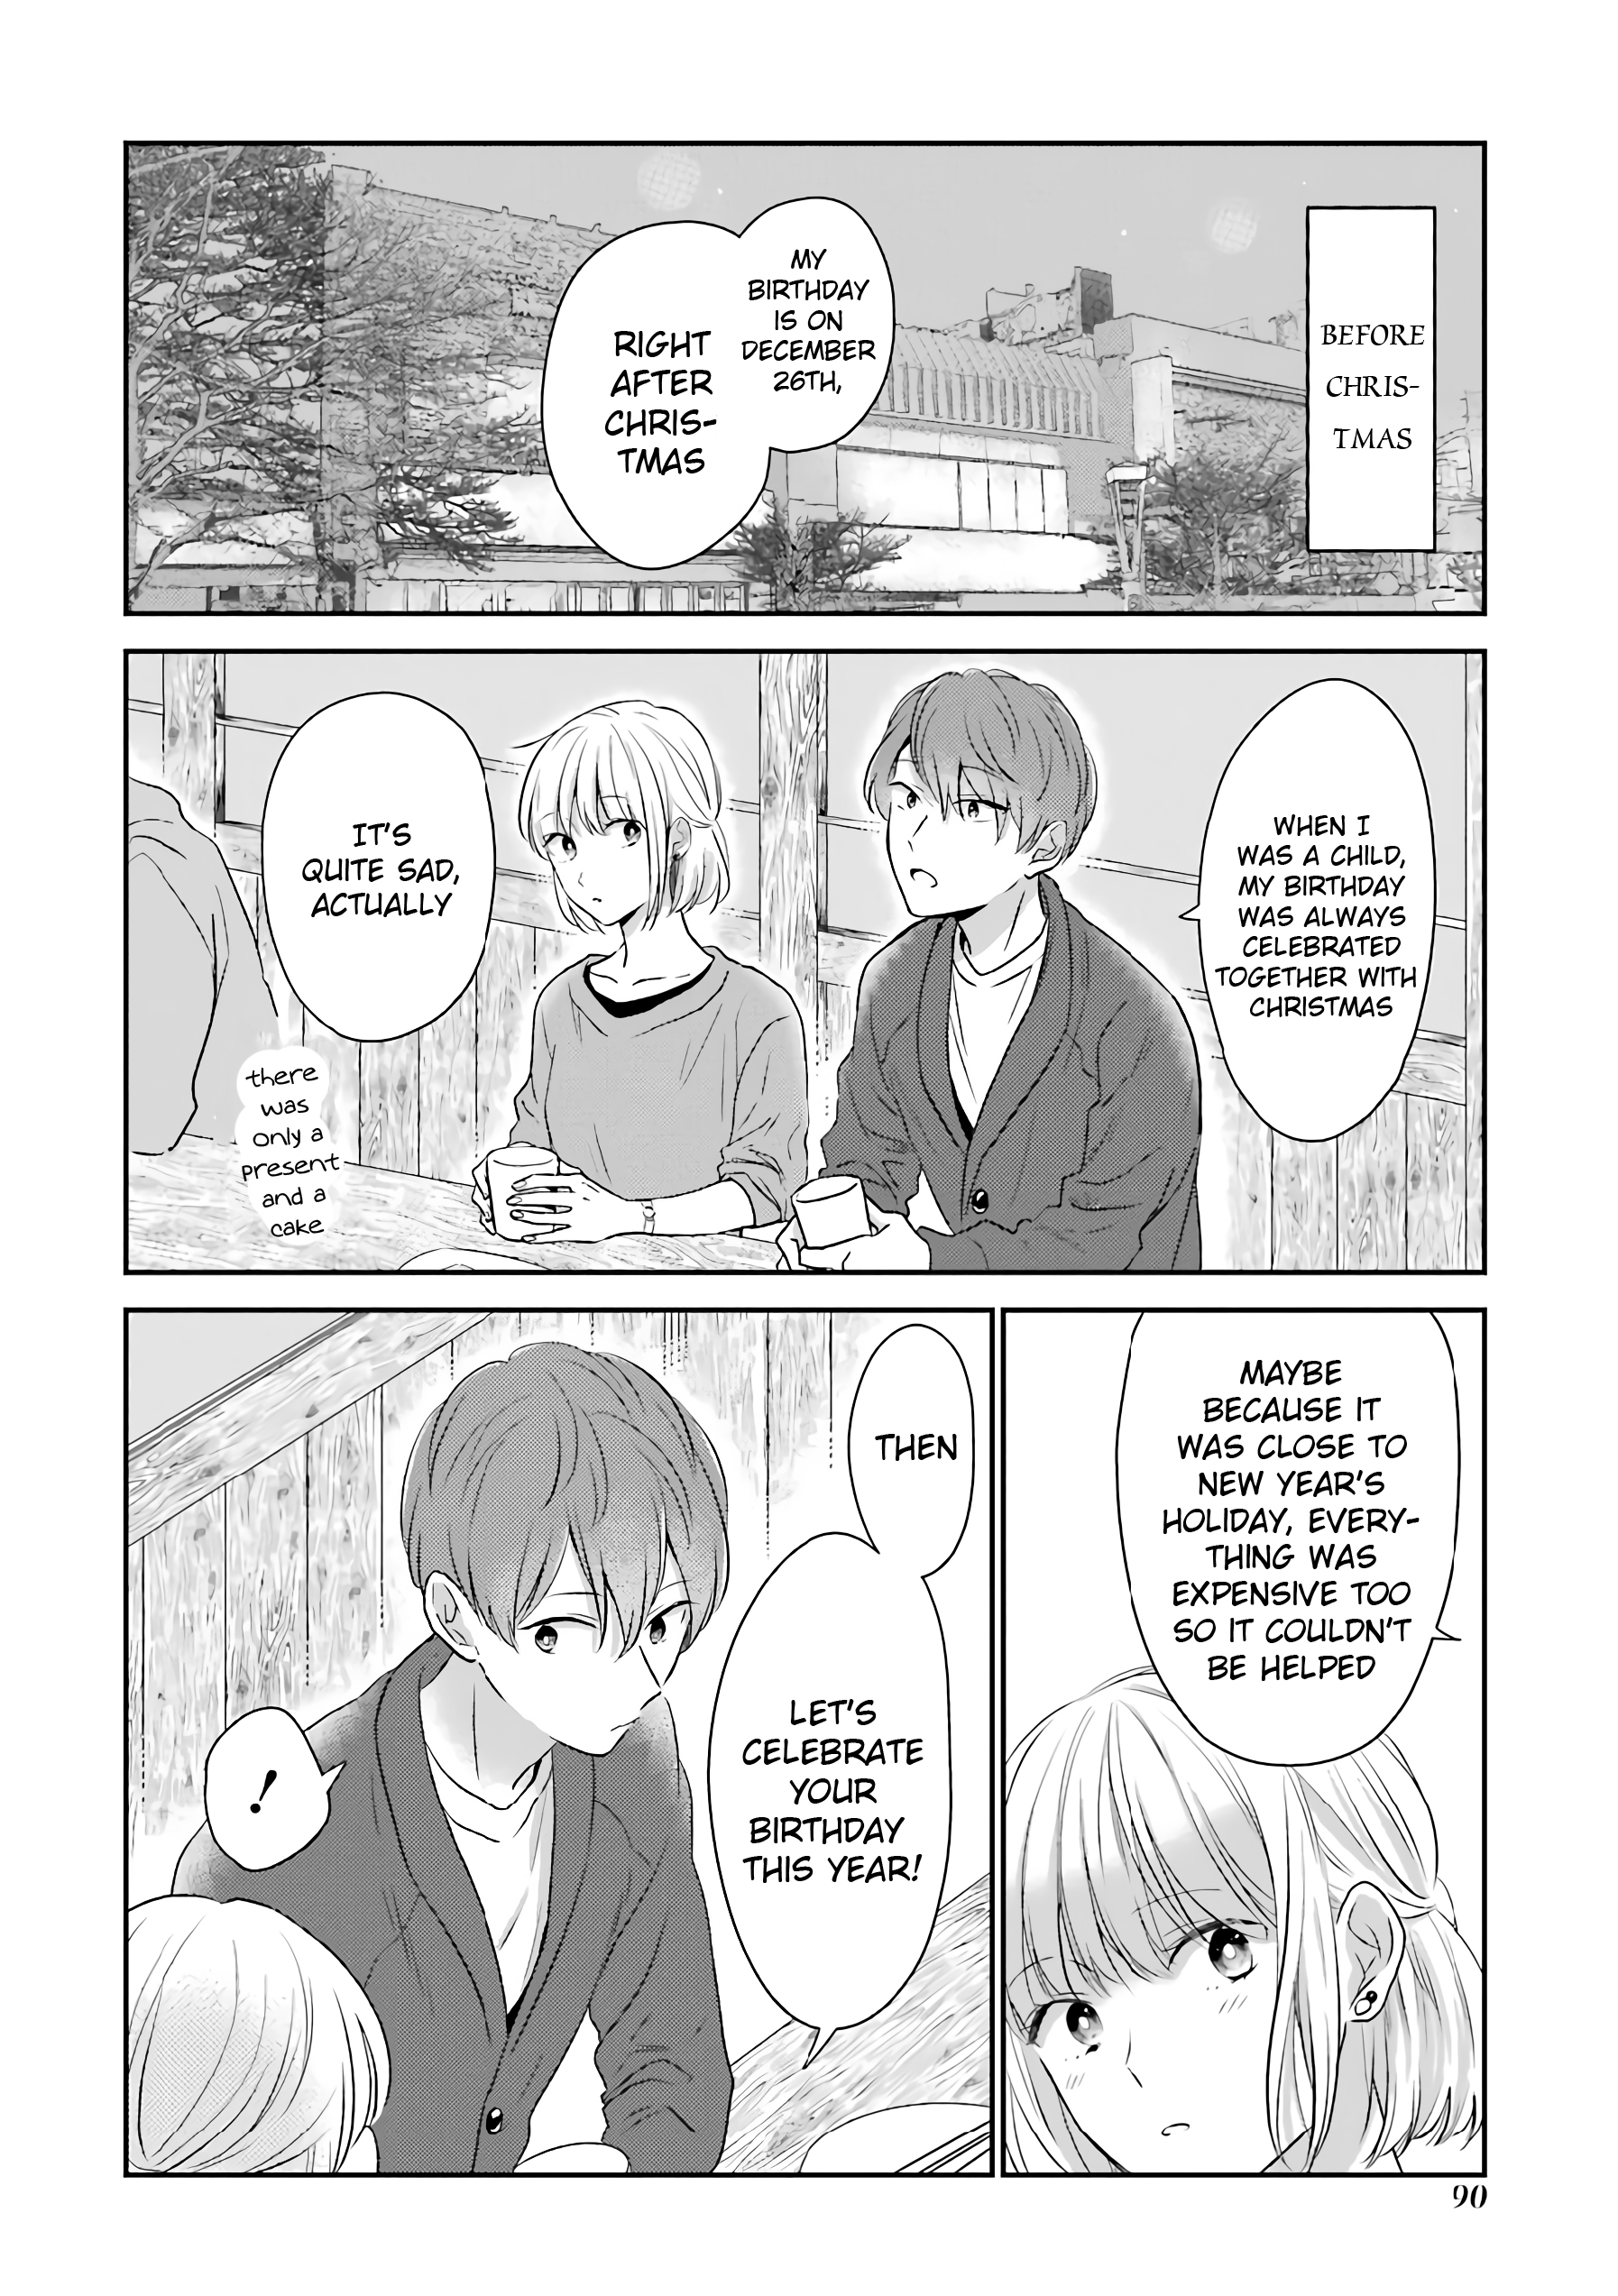 BEFORE
CHRIS-
TMAS
MY
BIRTHDAY
IS ON
DECEMBER
26TH,
RIGHT
AFTER
CHRIS-
TMAS
WHEN I
WAS A CHILD,
MY BIRTHDAY
WAS ALWAYS
CELEBRATED
TOGETHER WITH
CHRISTMAS
IT'S
QUITE SAD,
ACTUALLY
there
was
only a
present
and a
cake
MAYBE
BECAUSE IT
WAS CLOSE TO
NEW YEAR'S
HOLIDAY, EVERY-
THING WAS
EXPENSIVE TOO
SO IT COULDN'T
BE HELPED
THEN
LET'S
CELEBRATE
YOUR
BIRTHDAY
THIS YEAR!
!
90